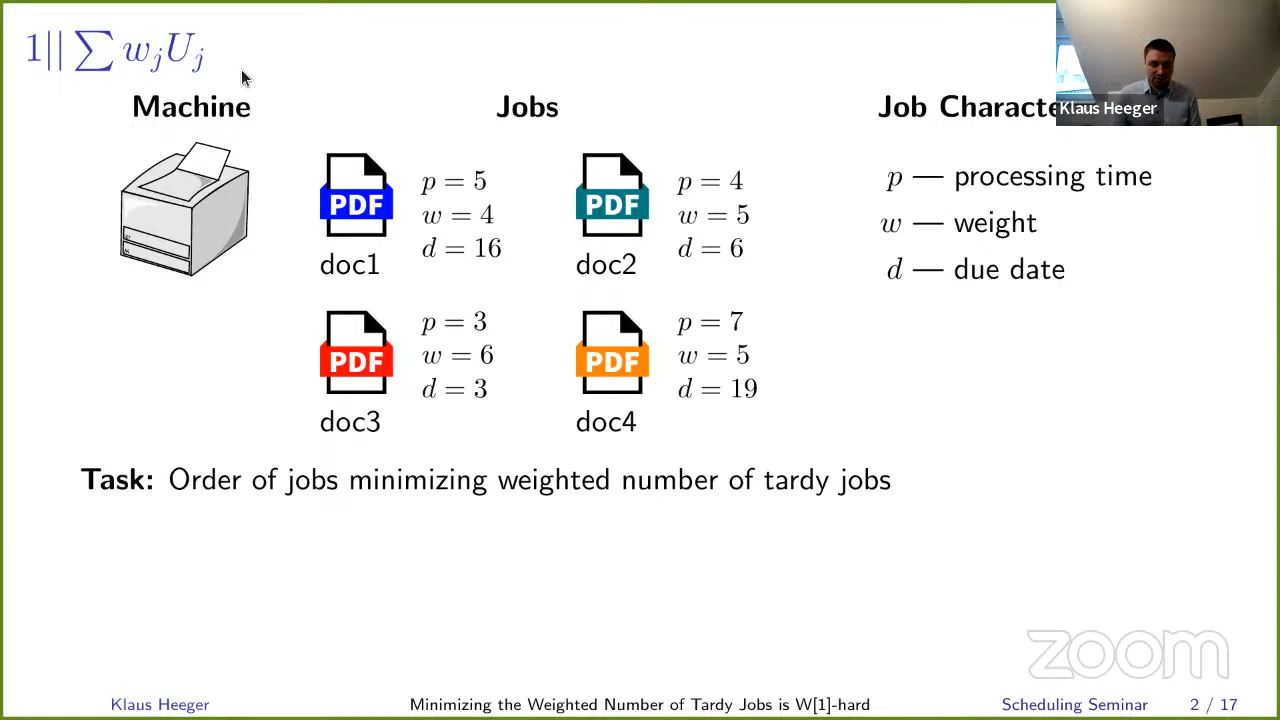 1|| ∑ w_j U_j
Machine
Jobs
Job Characte
Klaus Heeger
PDF
p = 5
w = 4
d = 16
doc1
PDF
p = 4
w = 5
d = 6
doc2
p — processing time
w — weight
d — due date
PDF
p = 3
w = 6
d = 3
doc3
PDF
p = 7
w = 5
d = 19
doc4
Task: Order of jobs minimizing weighted number of tardy jobs
zoom
Klaus Heeger
Minimizing the Weighted Number of Tardy Jobs is W[1]-hard
Scheduling Seminar
2 / 17